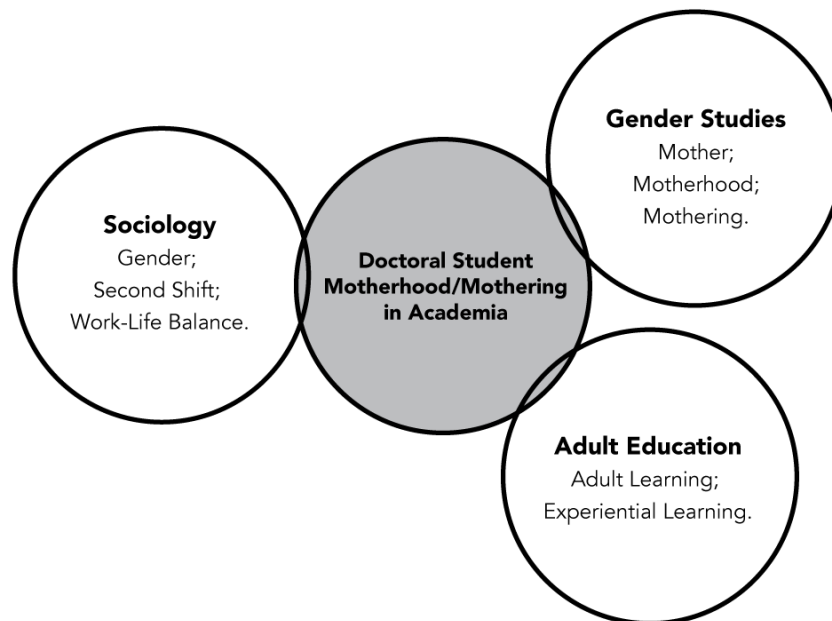 Sociology
Gender;
Second Shift;
Work-Life Balance.
Doctoral Student
Motherhood/Mothering
in Academia
Gender Studies
Mother;
Motherhood;
Mothering.
Adult Education
Adult Learning;
Experiential Learning.